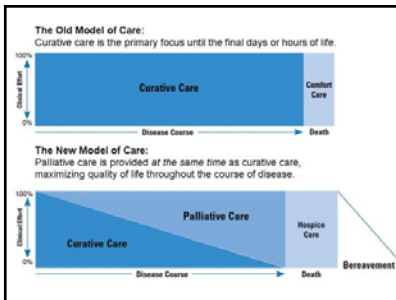 The Old Model of Care:
Curative care is the primary focus until the final days or hours of life.
100%
Clinical Effort
0%
Curative Care
Comfort
Care
Disease Course
Death
The New Model of Care:
Palliative care is provided at the same time as curative care,
maximizing quality of life throughout the course of disease.
100%
Clinical Effort
0%
Palliative Care
Curative Care
Hospice
Care
Disease Course
Death
Bereavement